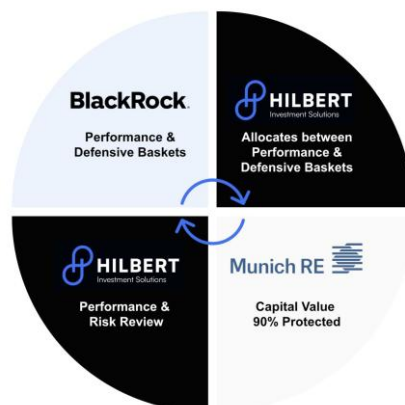 BlackRock.
Performance &
Defensive Baskets
HILBERT
Investment Solutions
Allocates between
Performance &
Defensive Baskets
HILBERT
Investment Solutions
Performance &
Risk Review
Munich RE
Capital Value
90% Protected